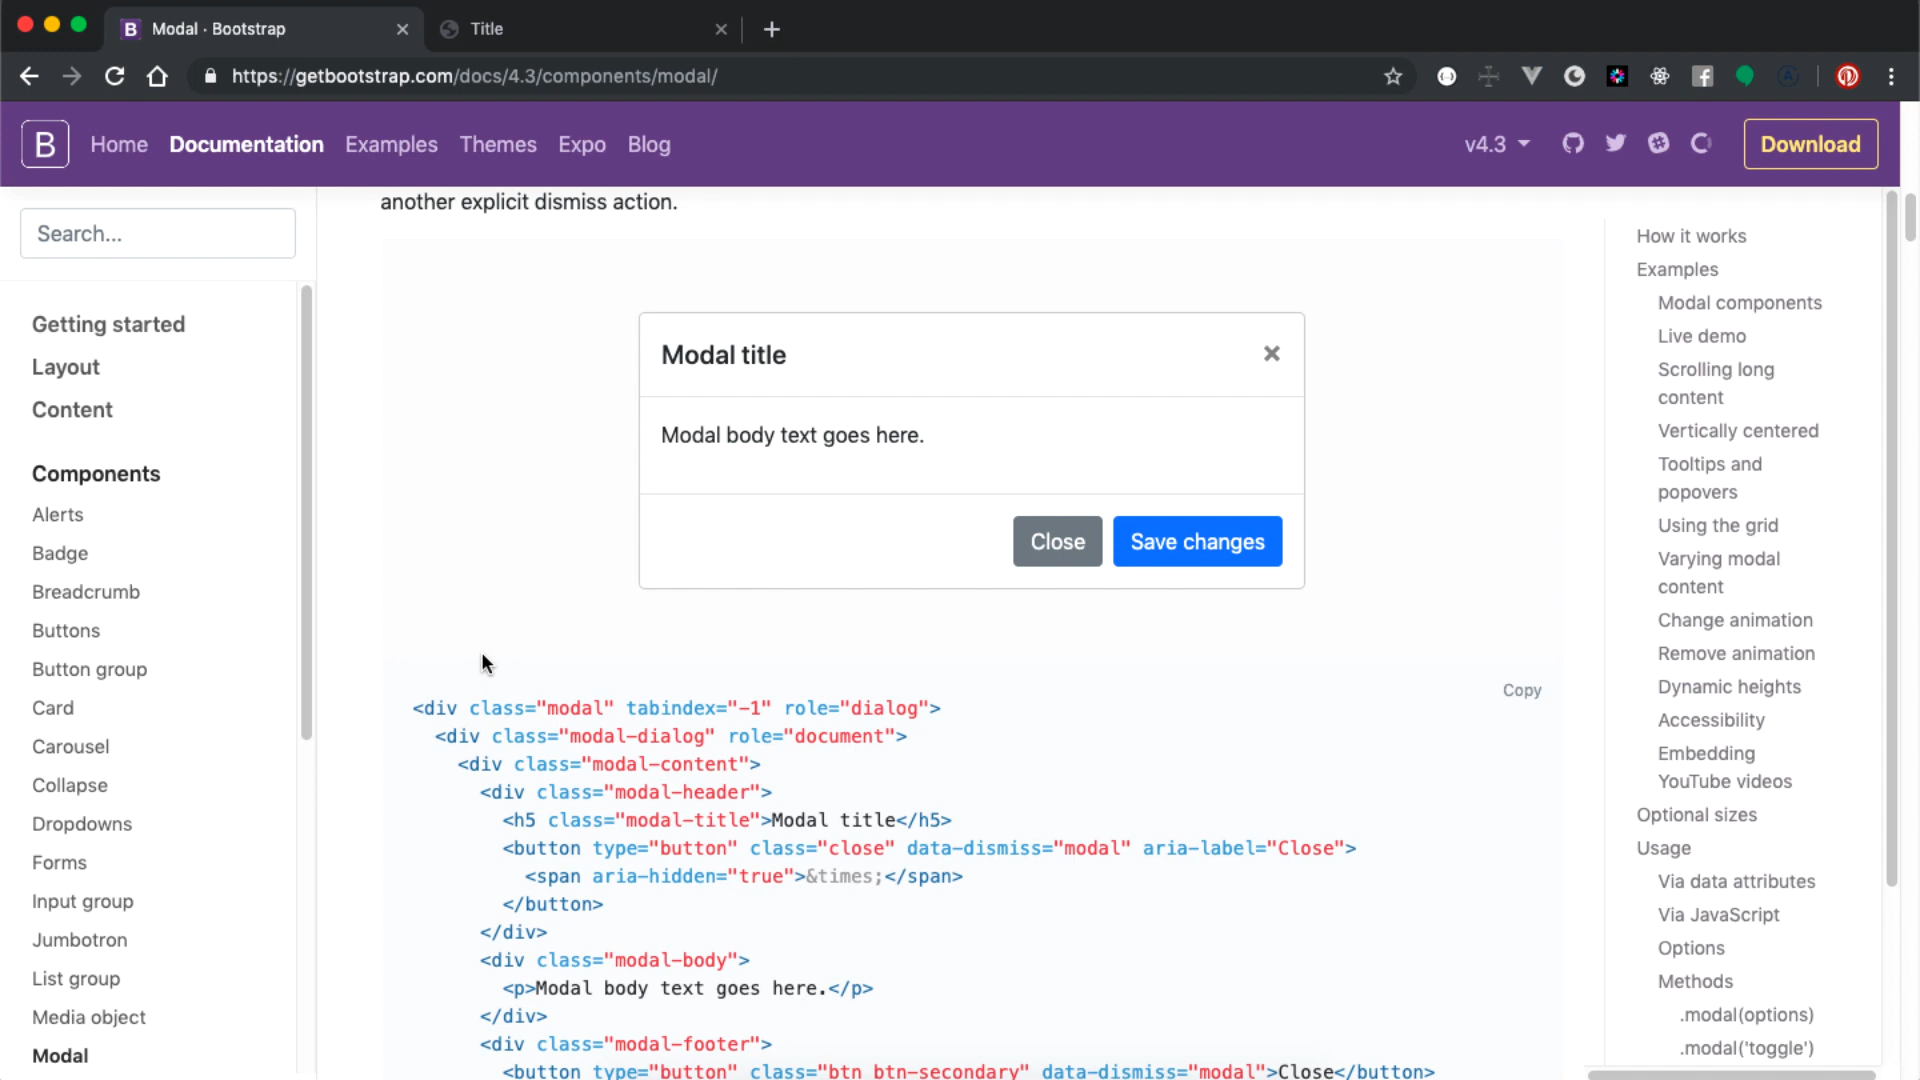 Modal · Bootstrap
Title
https://getbootstrap.com/docs/4.3/components/modal/
B
Home
Documentation
Examples
Themes
Expo
Blog
v4.3
Download
Search...
Getting started
Layout
Content
Components
Alerts
Badge
Breadcrumb
Buttons
Button group
Card
Carousel
Collapse
Dropdowns
Forms
Input group
Jumbotron
List group
Media object
Modal
another explicit dismiss action.
Modal title
×
Modal body text goes here.
Close
Save changes
Copy
<div class="modal" tabindex="-1" role="dialog">
<div class="modal-dialog" role="document">
<div class="modal-content">
<div class="modal-header">
<h5 class="modal-title">Modal title</h5>
<button type="button" class="close" data-dismiss="modal" aria-label="Close">
<span aria-hidden="true">&times;</span>
</button>
</div>
<div class="modal-body">
<p>Modal body text goes here.</p>
</div>
<div class="modal-footer">
<button type="button" class="btn btn-secondary" data-dismiss="modal">Close</button>
How it works
Examples
Modal components
Live demo
Scrolling long
content
Vertically centered
Tooltips and
popovers
Using the grid
Varying modal
content
Change animation
Remove animation
Dynamic heights
Accessibility
Embedding
YouTube videos
Optional sizes
Usage
Via data attributes
Via JavaScript
Options
Methods
.modal(options)
.modal('toggle')